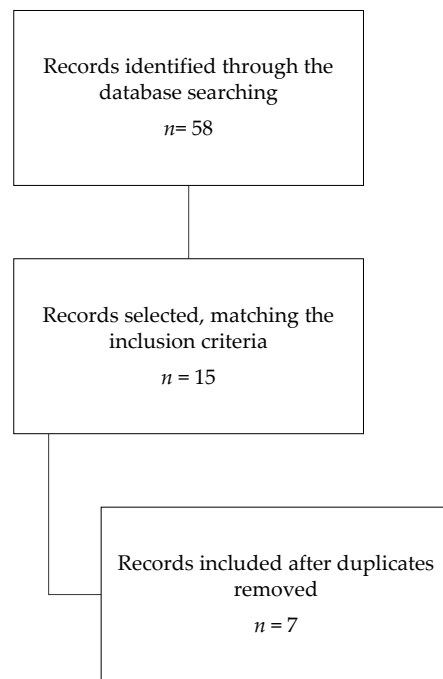 Records identified through the
database searching
n= 58
Records selected, matching the
inclusion criteria
n = 15
Records included after duplicates
removed
n = 7